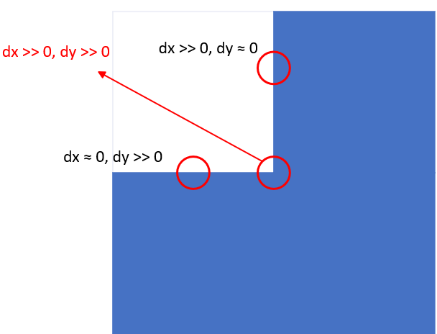 dx >> 0, dy ≈ 0
dx >> 0, dy >> 0
dx ≈ 0, dy >> 0